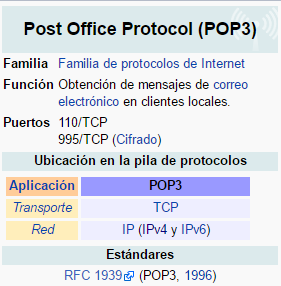 Post Office Protocol (POP3)
Familia Familia de protocolos de Internet
Función Obtención de mensajes de correo
electrónico en clientes locales.
Puertos 110/TCP
995/TCP (Cifrado)
Ubicación en la pila de protocolos
Aplicación POP3
Transporte TCP
Red IP (IPv4 y IPv6)
Estándares
RFC 1939 (POP3, 1996)